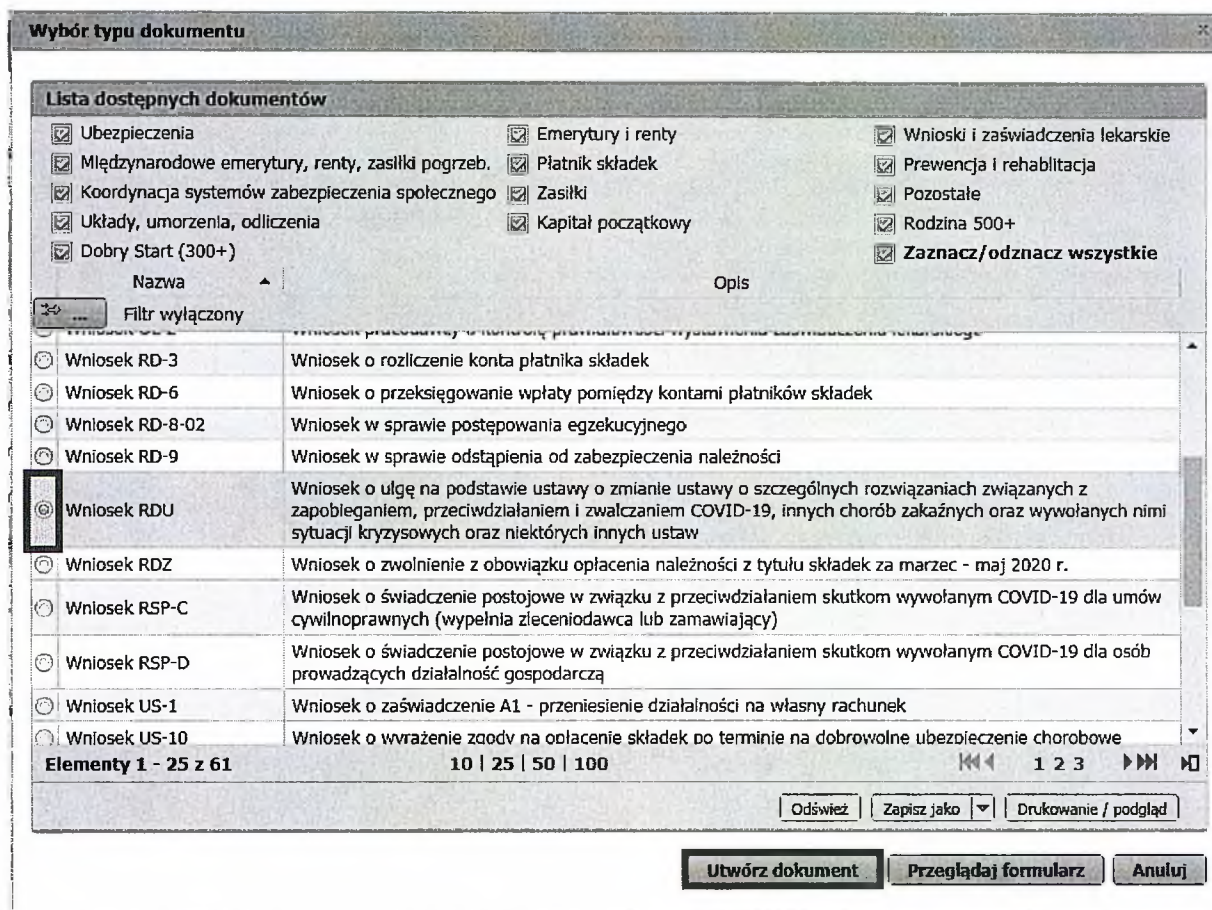 Wybór typu dokumentu
Lista dostępnych dokumentów
Ubezpieczenia
Emerytury i renty
Wnioski i zaświadczenia lekarskie
Międzynarodowe emerytury, renty, zasiłki pogrzeb.
Płatnik składek
Prewencja i rehabilitacja
Koordynacja systemów zabezpieczenia społecznego
Zasiłki
Pozostałe
Układy, umorzenia, odliczenia
Kapitał początkowy
Rodzina 500+
Dobry Start (300+)
Zaznacz/odznacz wszystkie
Nazwa
Opis
...
Filtr wyłączony
Wniosek RD-3
Wniosek o rozliczenie konta płatnika składek
Wniosek RD-6
Wniosek o przeksięgowanie wpłaty pomiędzy kontami płatników składek
Wniosek RD-8-02
Wniosek w sprawie postępowania egzekucyjnego
Wniosek RD-9
Wniosek w sprawie odstąpienia od zabezpieczenia należności
Wniosek RDU
Wniosek o ulgę na podstawie ustawy o zmianie ustawy o szczególnych rozwiązaniach związanych z
zapobieganiem, przeciwdziałaniem i zwalczaniem COVID-19, innych chorób zakaźnych oraz wywołanych nimi
sytuacji kryzysowych oraz niektórych innych ustaw
Wniosek RDZ
Wniosek o zwolnienie z obowiązku opłacenia należności z tytułu składek za marzec - maj 2020 r.
Wniosek RSP-C
Wniosek o świadczenie postojowe w związku z przeciwdziałaniem skutkom wywołanym COVID-19 dla umów
cywilnoprawnych (wypełnia zleceniodawca lub zamawiający)
Wniosek RSP-D
Wniosek o świadczenie postojowe w związku z przeciwdziałaniem skutkom wywołanym COVID-19 dla osób
prowadzących działalność gospodarczą
Wniosek US-1
Wniosek o zaświadczenie A1 - przeniesienie działalności na własny rachunek
Wniosek US-10
Wniosek o wyrażenie zgody na opłacenie składek po terminie na dobrowolne ubezpieczenie chorobowe
Elementy 1 - 25 z 61
10 | 25 | 50 | 100
1 2 3
Odśwież
Zapisz jako
Drukowanie / podgląd
Utwórz dokument
Przeglądaj formularz
Anuluj